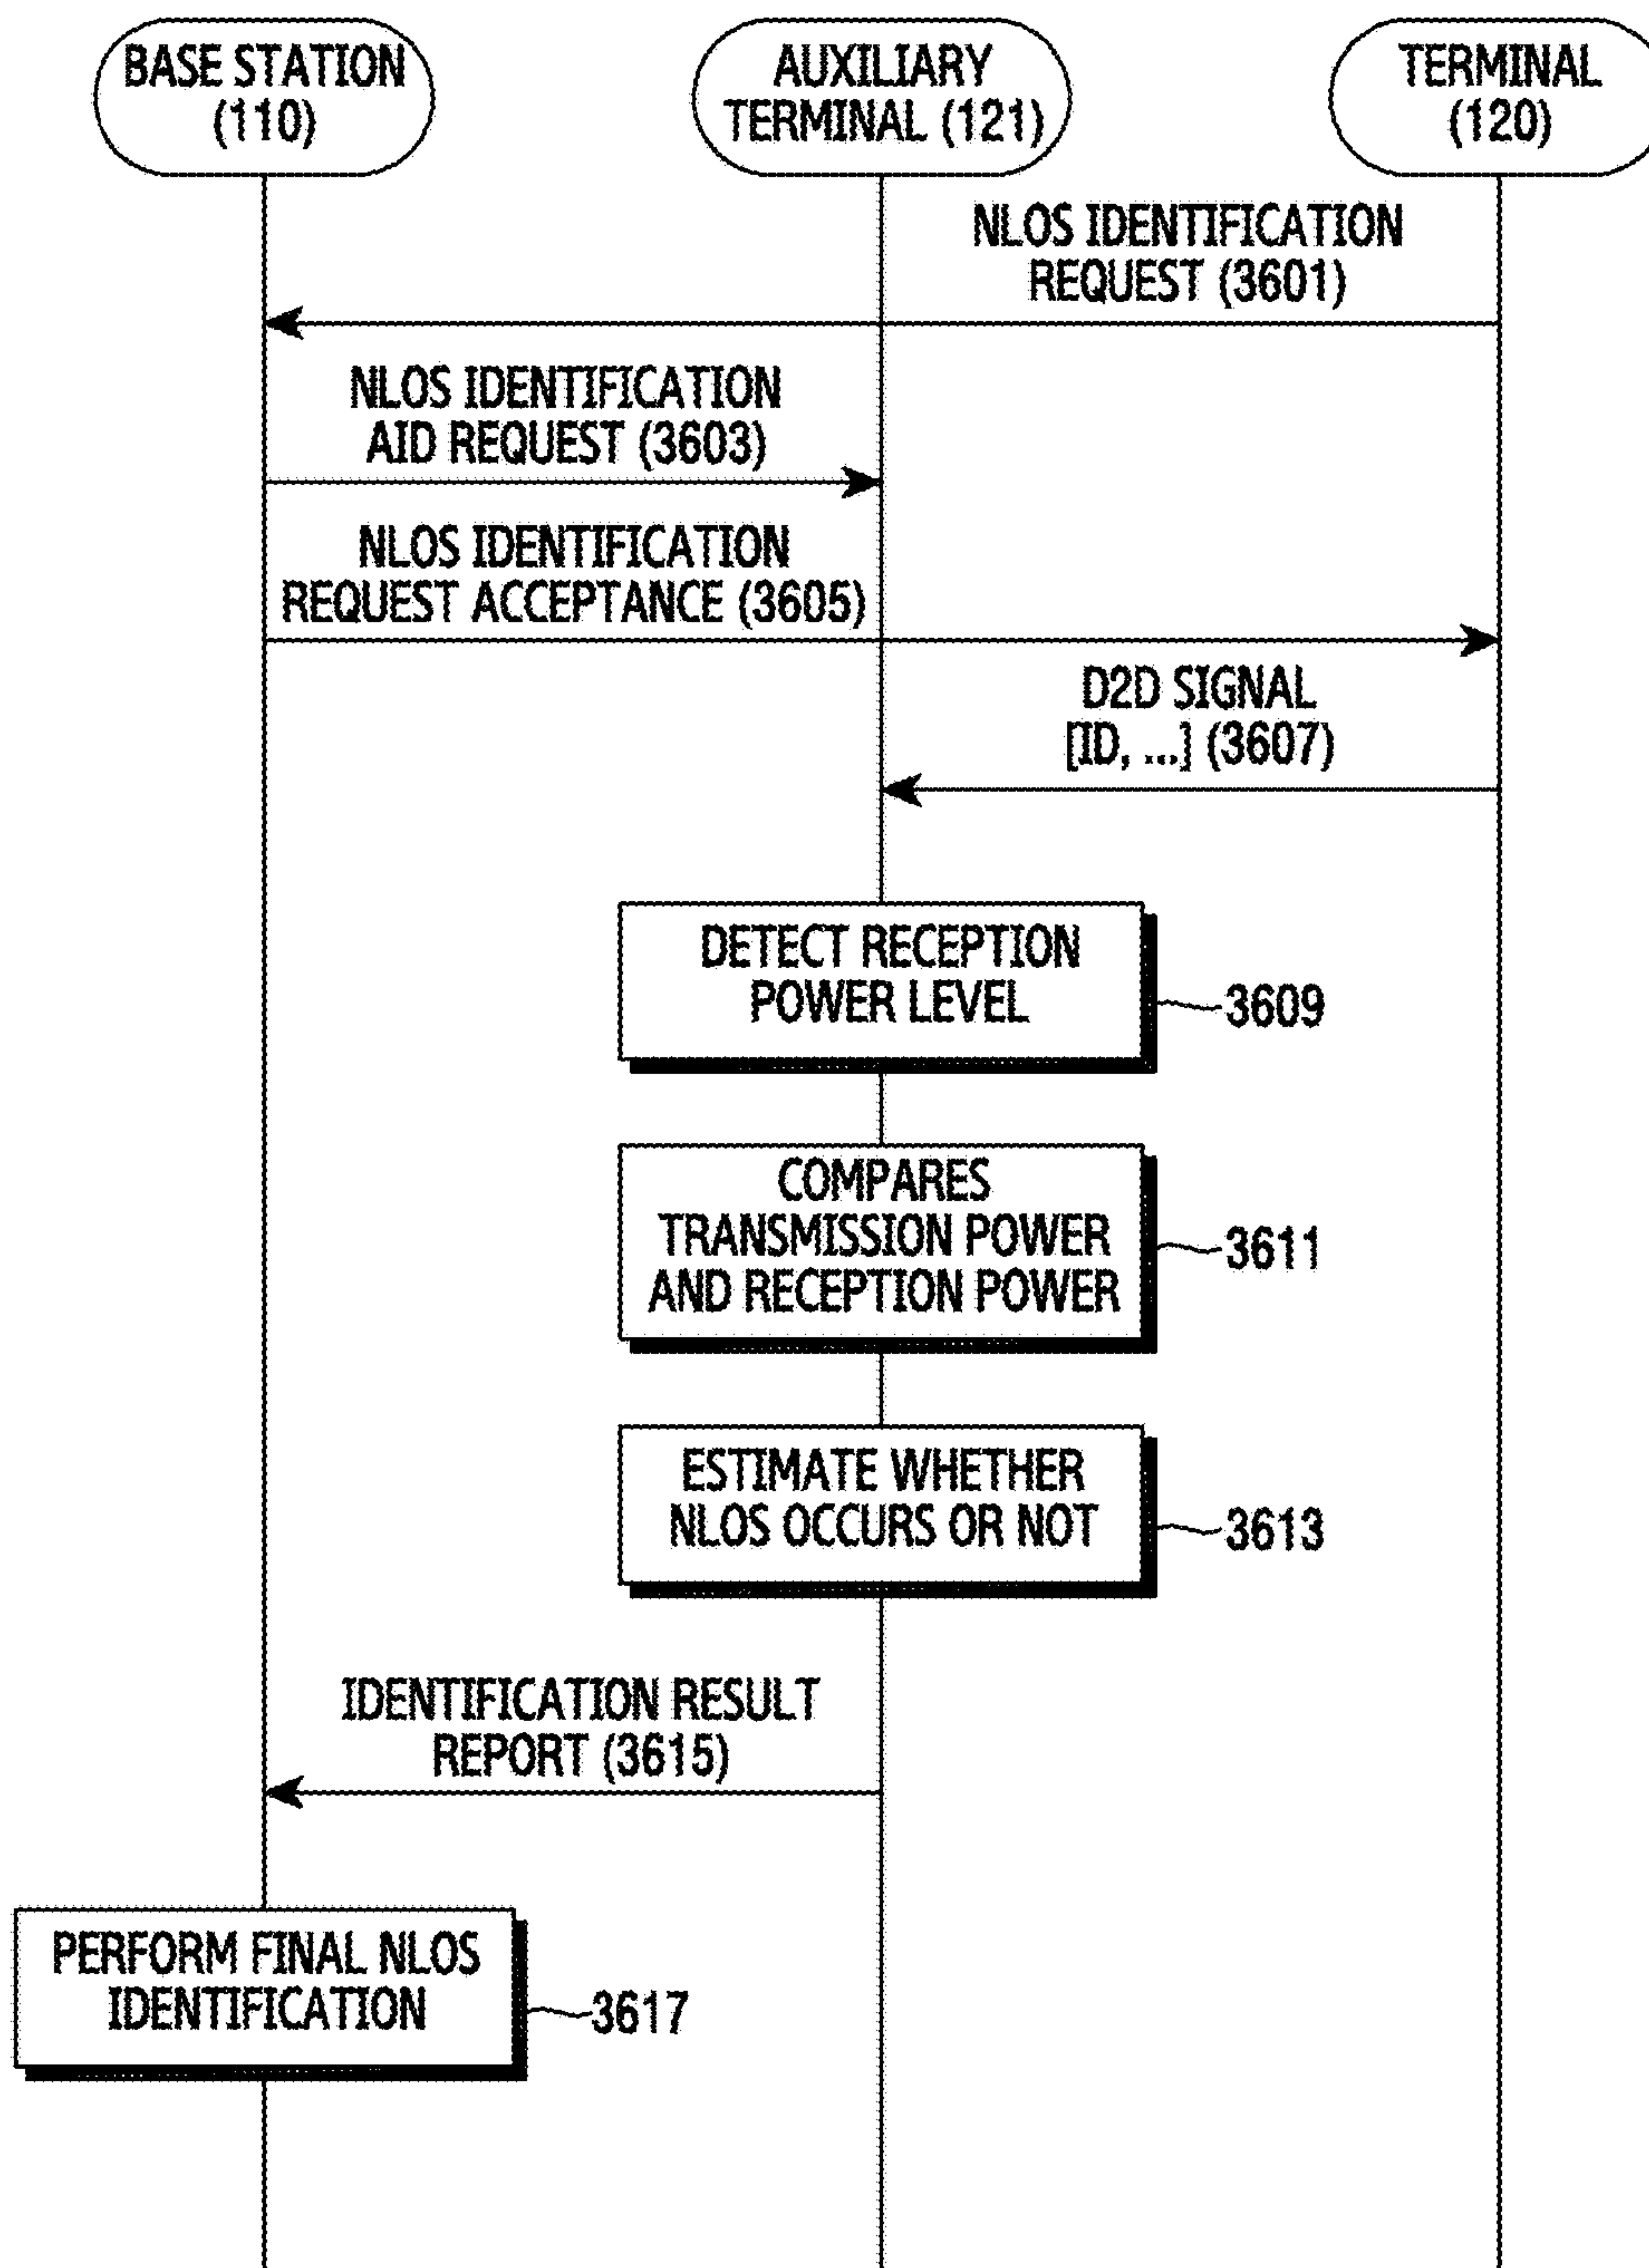 BASE STATION
(110)
AUXILIARY
TERMINAL (121)
TERMINAL
(120)
NLOS IDENTIFICATION
REQUEST (3601)
NLOS IDENTIFICATION
AID REQUEST (3603)
NLOS IDENTIFICATION
REQUEST ACCEPTANCE (3605)
D2D SIGNAL
[ID, ...] (3607)
DETECT RECEPTION
POWER LEVEL
3609
COMPARES
TRANSMISSION POWER
AND RECEPTION POWER
3611
ESTIMATE WHETHER
NLOS OCCURS OR NOT
3613
IDENTIFICATION RESULT
REPORT (3615)
PERFORM FINAL NLOS
IDENTIFICATION
3617